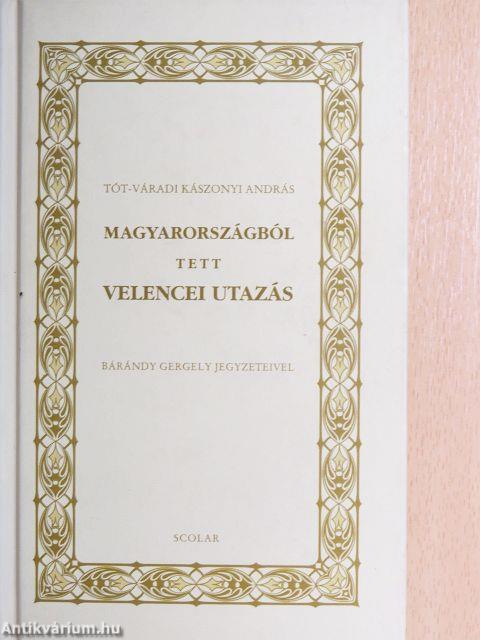 TÓT-VÁRADI KÁSZONYI ANDRÁS
MAGYARORSZÁGBÓL
TETT
VELENCEI UTAZÁS
BÁRÁNDY GERGELY JEGYZETEIVEL
SCOLAR
Antikvárium.hu